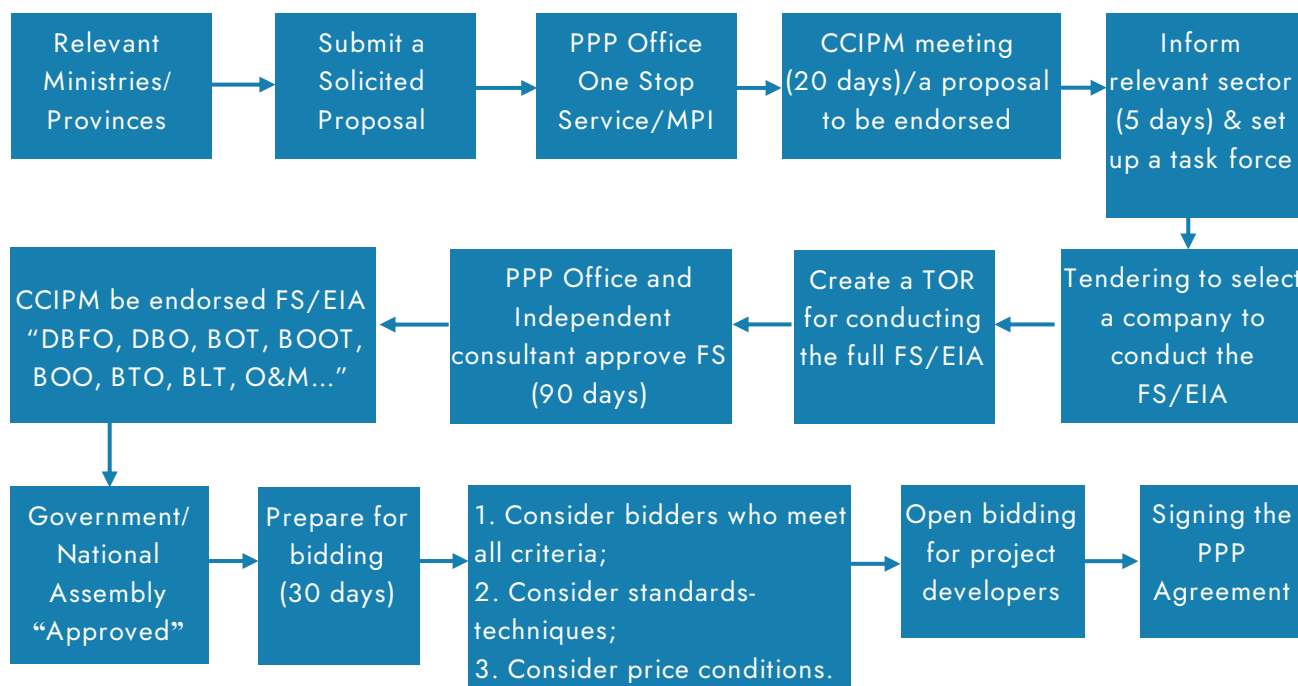 Relevant
Ministries/
Provinces
Submit a
Solicited
Proposal
PPP Office
One Stop
Service/MPI
CCIPM meeting
(20 days)/a proposal
to be endorsed
Inform
relevant sector
(5 days) & set
up a task force
Tendering to select
a company to
conduct the
FS/EIA
Create a TOR
for conducting
the full FS/EIA
PPP Office and
Independent
consultant approve FS
(90 days)
CCIPM be endorsed FS/EIA
“DBFO, DBO, BOT, BOOT,
BOO, BTO, BLT, O&M...”
Government/
National
Assembly
“Approved”
Prepare for
bidding
(30 days)
1. Consider bidders who meet
all criteria;
2. Consider standards-
techniques;
3. Consider price conditions.
Open bidding
for project
developers
Signing the
PPP
Agreement